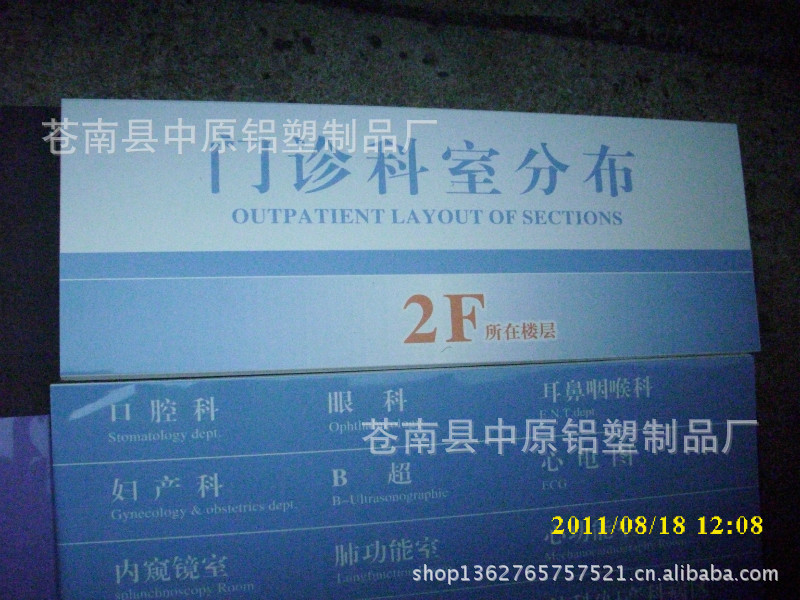 苍南县中原铝塑制品厂
门诊科室分布
OUTPATIENT LAYOUT OF SECTIONS
2F 所在楼层
口腔科 眼科 耳鼻咽喉科
Stomatology dept. E.N.T dept
苍南县中原铝塑制品厂
妇产科 B超 心电图
Gynecology & obstetrics dept. B-Ultrasonographic ECG
2011/08/18 12:08
内窥镜室 肺功能室
Room
shop1362765757521.cn.alibaba.com